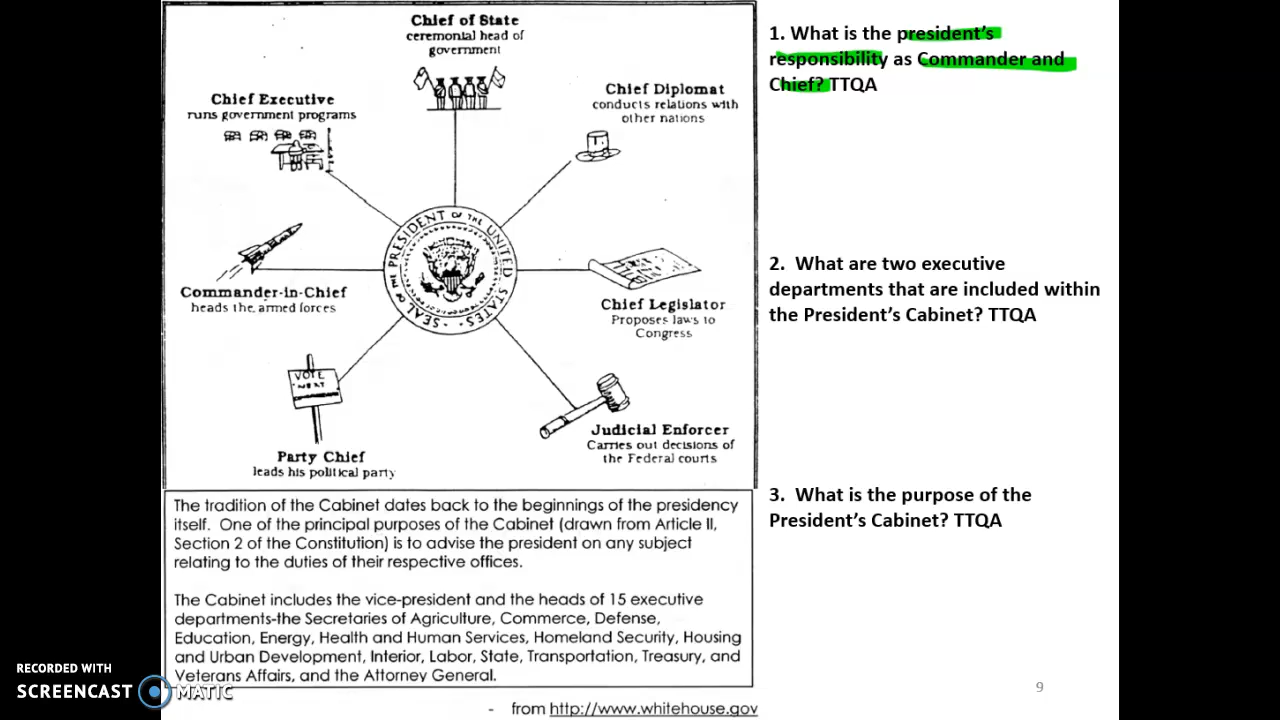 Chief of State
ceremonial head of
government
Chief Executive
runs government programs
Chief Diplomat
conducts relations with
other nations
SEAL OF THE PRESIDENT OF THE UNITED STATES
Commander-in-Chief
heads the armed forces
Chief Legislator
Proposes laws to
Congress
VOTE
Party Chief
leads his political party
Judicial Enforcer
Carries out decisions of
the Federal courts
The tradition of the Cabinet dates back to the beginnings of the presidency
itself. One of the principal purposes of the Cabinet (drawn from Article II,
Section 2 of the Constitution) is to advise the president on any subject
relating to the duties of their respective offices.
The Cabinet includes the vice-president and the heads of 15 executive
departments-the Secretaries of Agriculture, Commerce, Defense,
Education, Energy, Health and Human Services, Homeland Security, Housing
and Urban Development, Interior, Labor, State, Transportation, Treasury, and
Veterans Affairs, and the Attorney General.
- from http://www.whitehouse.gov
1. What is the president's
responsibility as Commander and
Chief? TTQA
2. What are two executive
departments that are included within
the President's Cabinet? TTQA
3. What is the purpose of the
President's Cabinet? TTQA
9
RECORDED WITH
SCREENCAST MATIC